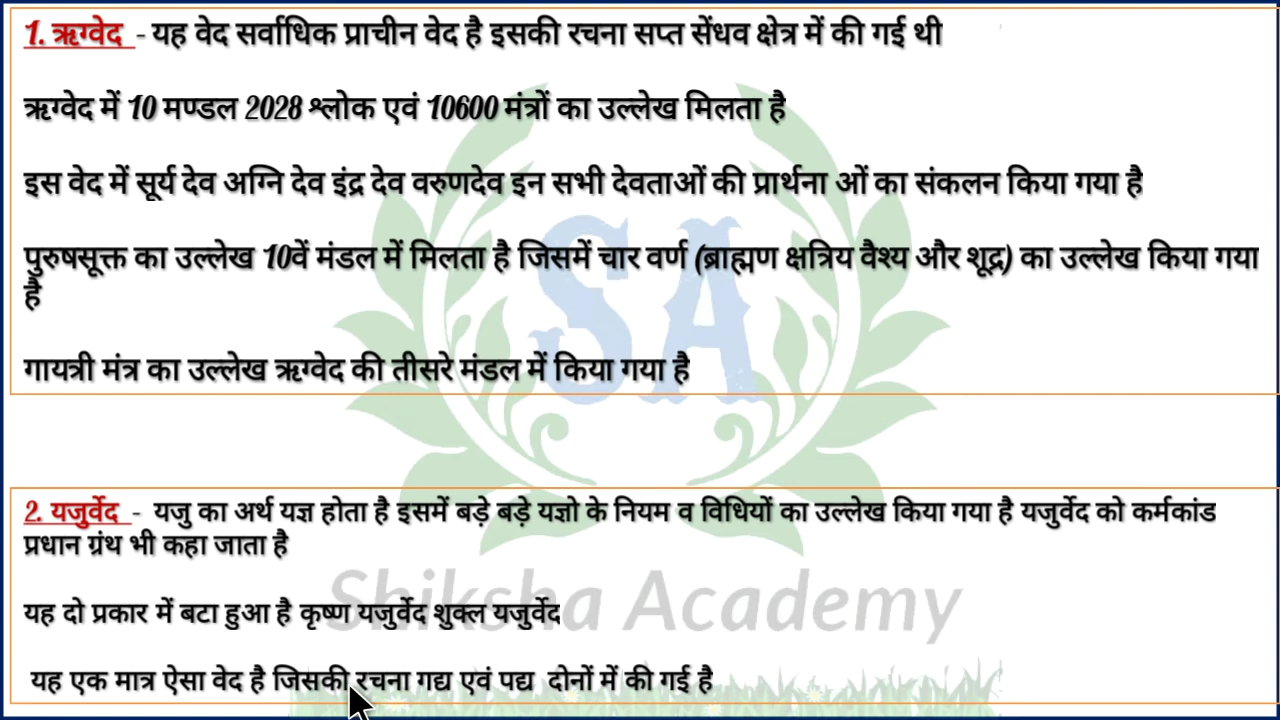 1. ऋग्वेद - यह वेद सर्वाधिक प्राचीन वेद है इसकी रचना सप्त सेंधव क्षेत्र में की गई थी
ऋग्वेद में 10 मण्डल 2028 श्लोक एवं 10600 मंत्रों का उल्लेख मिलता है
इस वेद में सूर्य देव अग्नि देव इंद्र देव वरुणदेव इन सभी देवताओं की प्रार्थना ओं का संकलन किया गया है
पुरुषसूक्त का उल्लेख 10वें मंडल में मिलता है जिसमें चार वर्ण (ब्राह्मण क्षत्रिय वैश्य और शूद्र) का उल्लेख किया गया
है
गायत्री मंत्र का उल्लेख ऋग्वेद की तीसरे मंडल में किया गया है
SA
2. यजुर्वेद - यजु का अर्थ यज्ञ होता है इसमें बड़े बड़े यज्ञो के नियम व विधियों का उल्लेख किया गया है यजुर्वेद को कर्मकांड
प्रधान ग्रंथ भी कहा जाता है
Shiksha Academy
यह दो प्रकार में बटा हुआ है कृष्ण यजुर्वेद शुक्ल यजुर्वेद
यह एक मात्र ऐसा वेद है जिसकी रचना गद्य एवं पद्य दोनों में की गई है